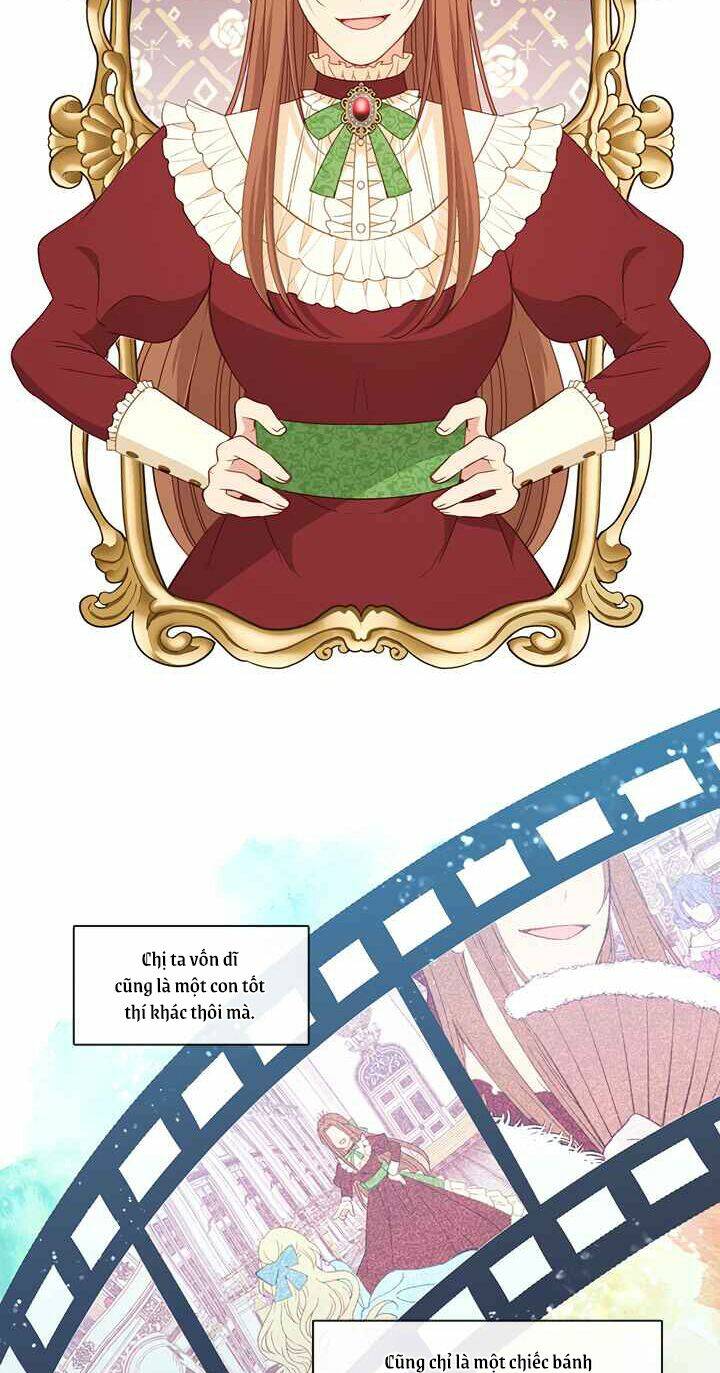 Chị ta vốn dĩ
cũng là một con tốt
thí khác thôi mà.
Cũng chỉ là một chiếc bánh